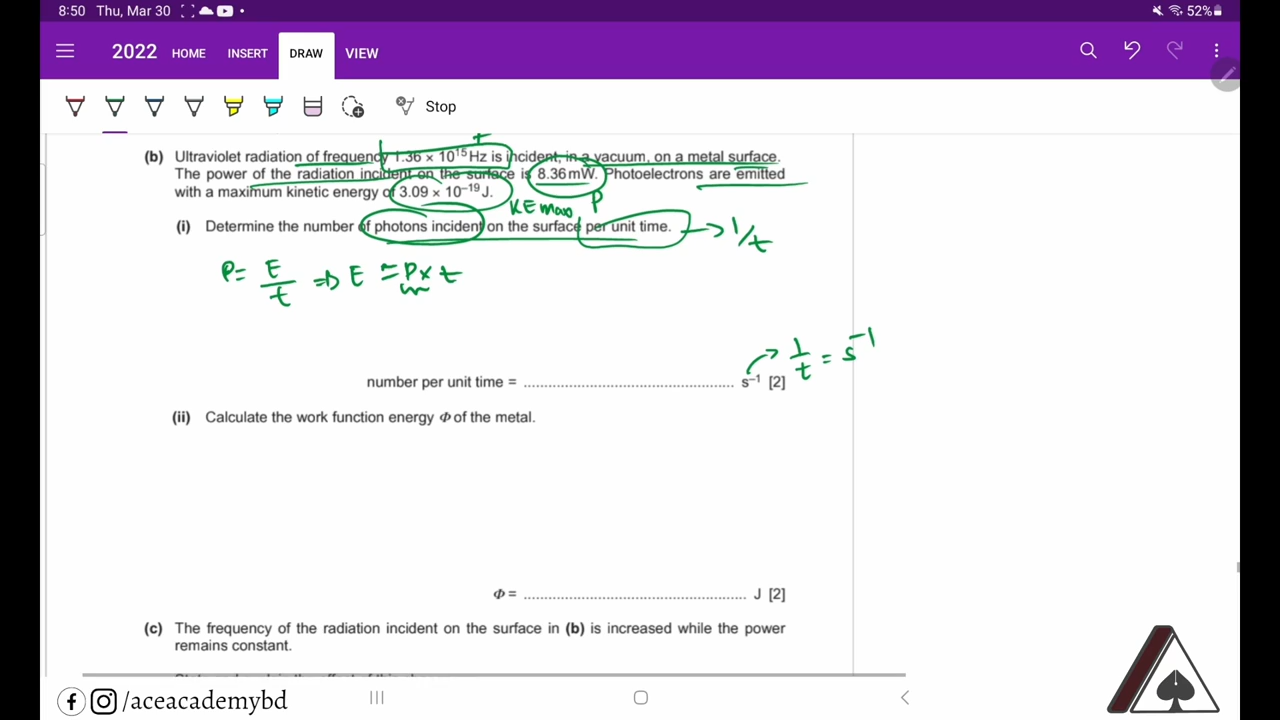 8:50 Thu, Mar 30 52%
2022 HOME INSERT DRAW VIEW
Stop
f
(b) Ultraviolet radiation of frequency 1.36 × 10¹⁵ Hz is incident, in a vacuum, on a metal surface.
The power of the radiation incident on the surface is 8.36 mW. Photoelectrons are emitted
with a maximum kinetic energy of 3.09 × 10⁻¹⁹ J.
KE max P
(i) Determine the number of photons incident on the surface per unit time. → 1/t
P = E/t ⇒ E = P × t
1/t = s⁻¹
number per unit time = .................................................. s⁻¹ [2]
(ii) Calculate the work function energy Φ of the metal.
Φ = .................................................. J [2]
(c) The frequency of the radiation incident on the surface in (b) is increased while the power
remains constant.
/aceacademybd